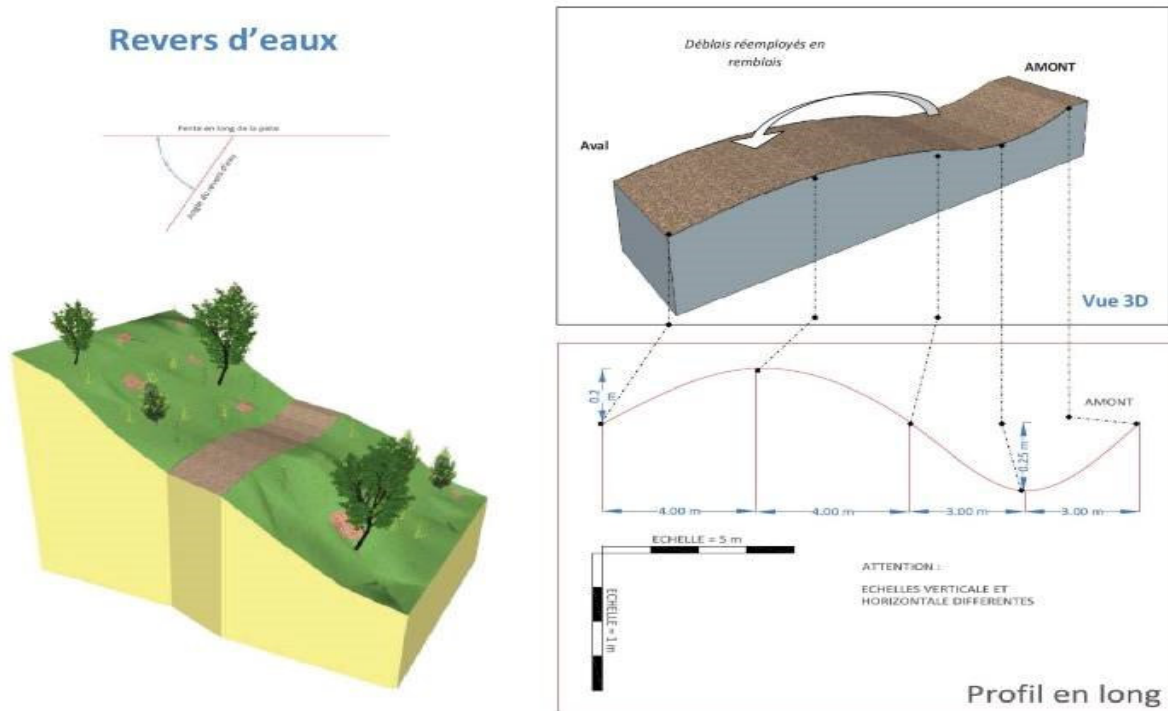 Revers d'eaux
Pente en long de la piste
Angle du revers d'eau
Déblais réemployés en
remblais
AMONT
Aval
Vue 3D
0.2
m
AMONT
0.25 m
4.00 m
4.00 m
3.00 m
3.00 m
ECHELLE = 5 m
ECHELLE = 1 m
ATTENTION :
ECHELLES VERTICALE ET
HORIZONTALE DIFFERENTES
Profil en long